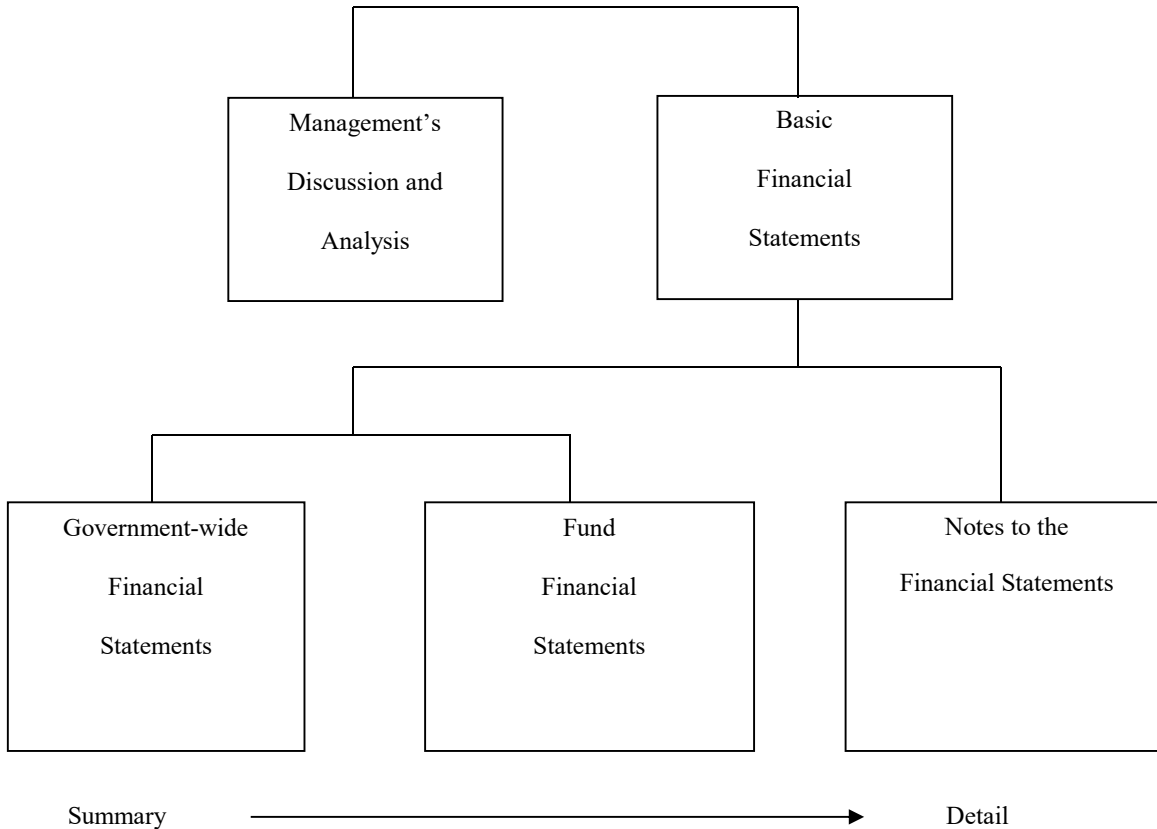 Management’s
Discussion and
Analysis
Basic
Financial
Statements
Government-wide
Financial
Statements
Fund
Financial
Statements
Notes to the
Financial Statements
Summary
Detail